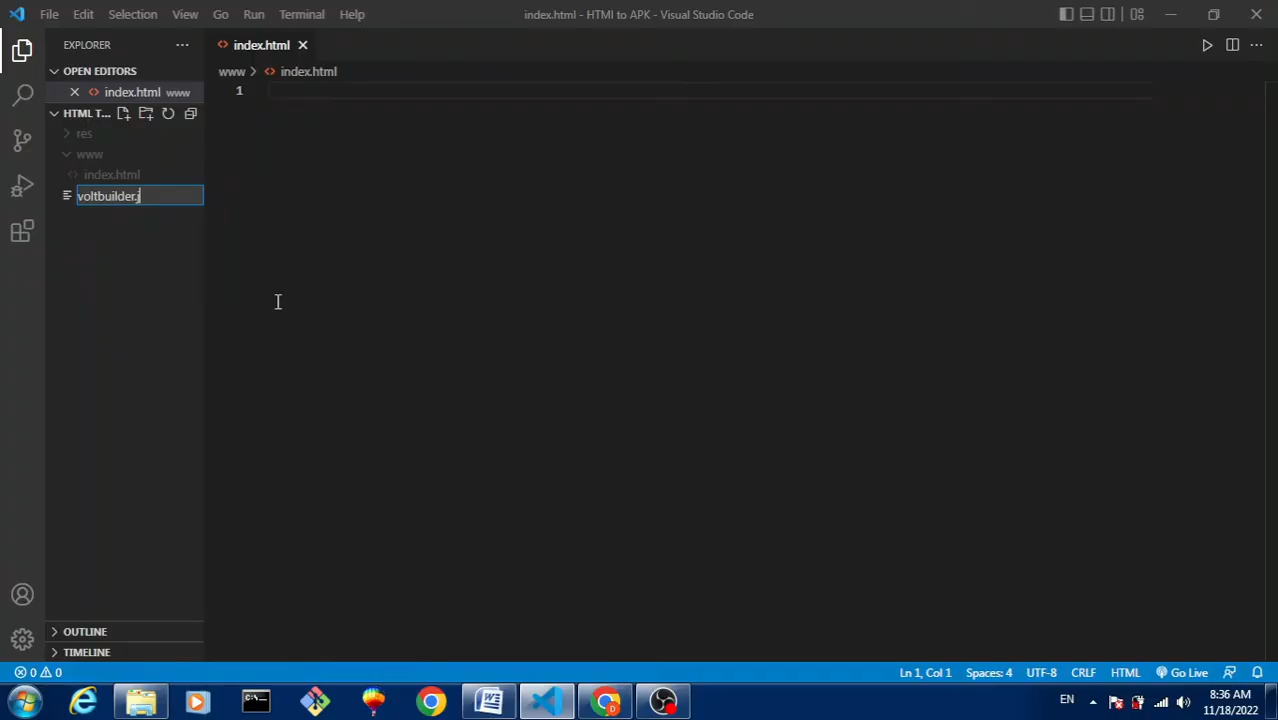 File Edit Selection View Go Run Terminal Help index.html - HTMl to APK - Visual Studio Code
EXPLORER index.html
OPEN EDITORS www index.html
index.html www 1
HTML T...
res
www
index.html
voltbuilder.j
OUTLINE
TIMELINE
0 0 Ln 1, Col 1 Spaces: 4 UTF-8 CRLF HTML Go Live
EN 8:36 AM
11/18/2022